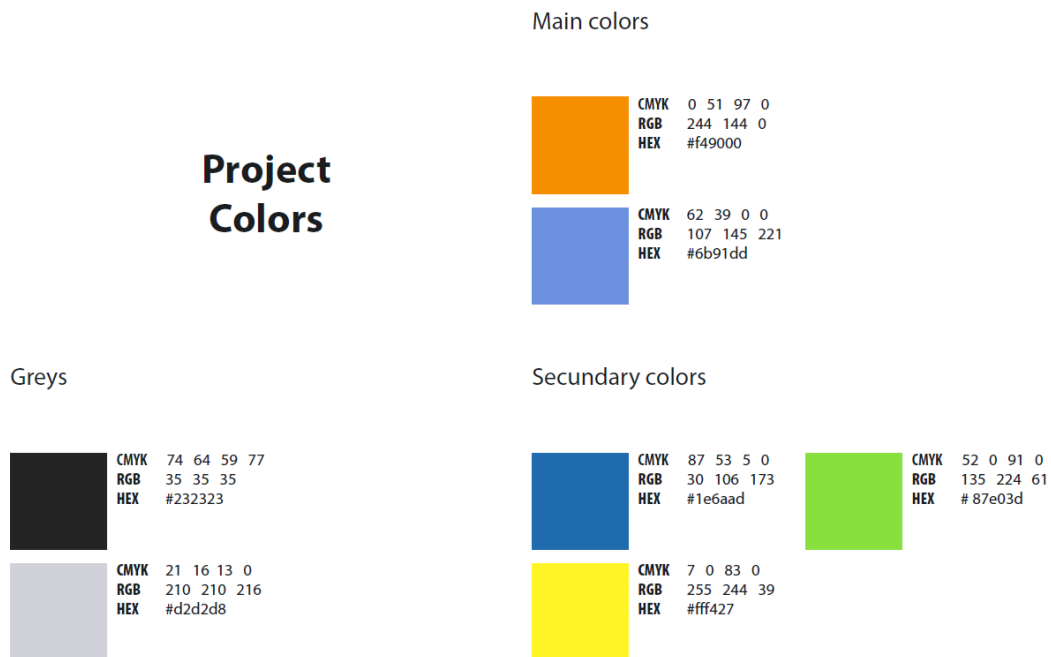 Project
Colors
Main colors
CMYK 0 51 97 0
RGB 244 144 0
HEX #f49000
CMYK 62 39 0 0
RGB 107 145 221
HEX #6b91dd
Greys
CMYK 74 64 59 77
RGB 35 35 35
HEX #232323
CMYK 21 16 13 0
RGB 210 210 216
HEX #d2d2d8
Secundary colors
CMYK 87 53 5 0
RGB 30 106 173
HEX #1e6aad
CMYK 52 0 91 0
RGB 135 224 61
HEX # 87e03d
CMYK 7 0 83 0
RGB 255 244 39
HEX #fff427